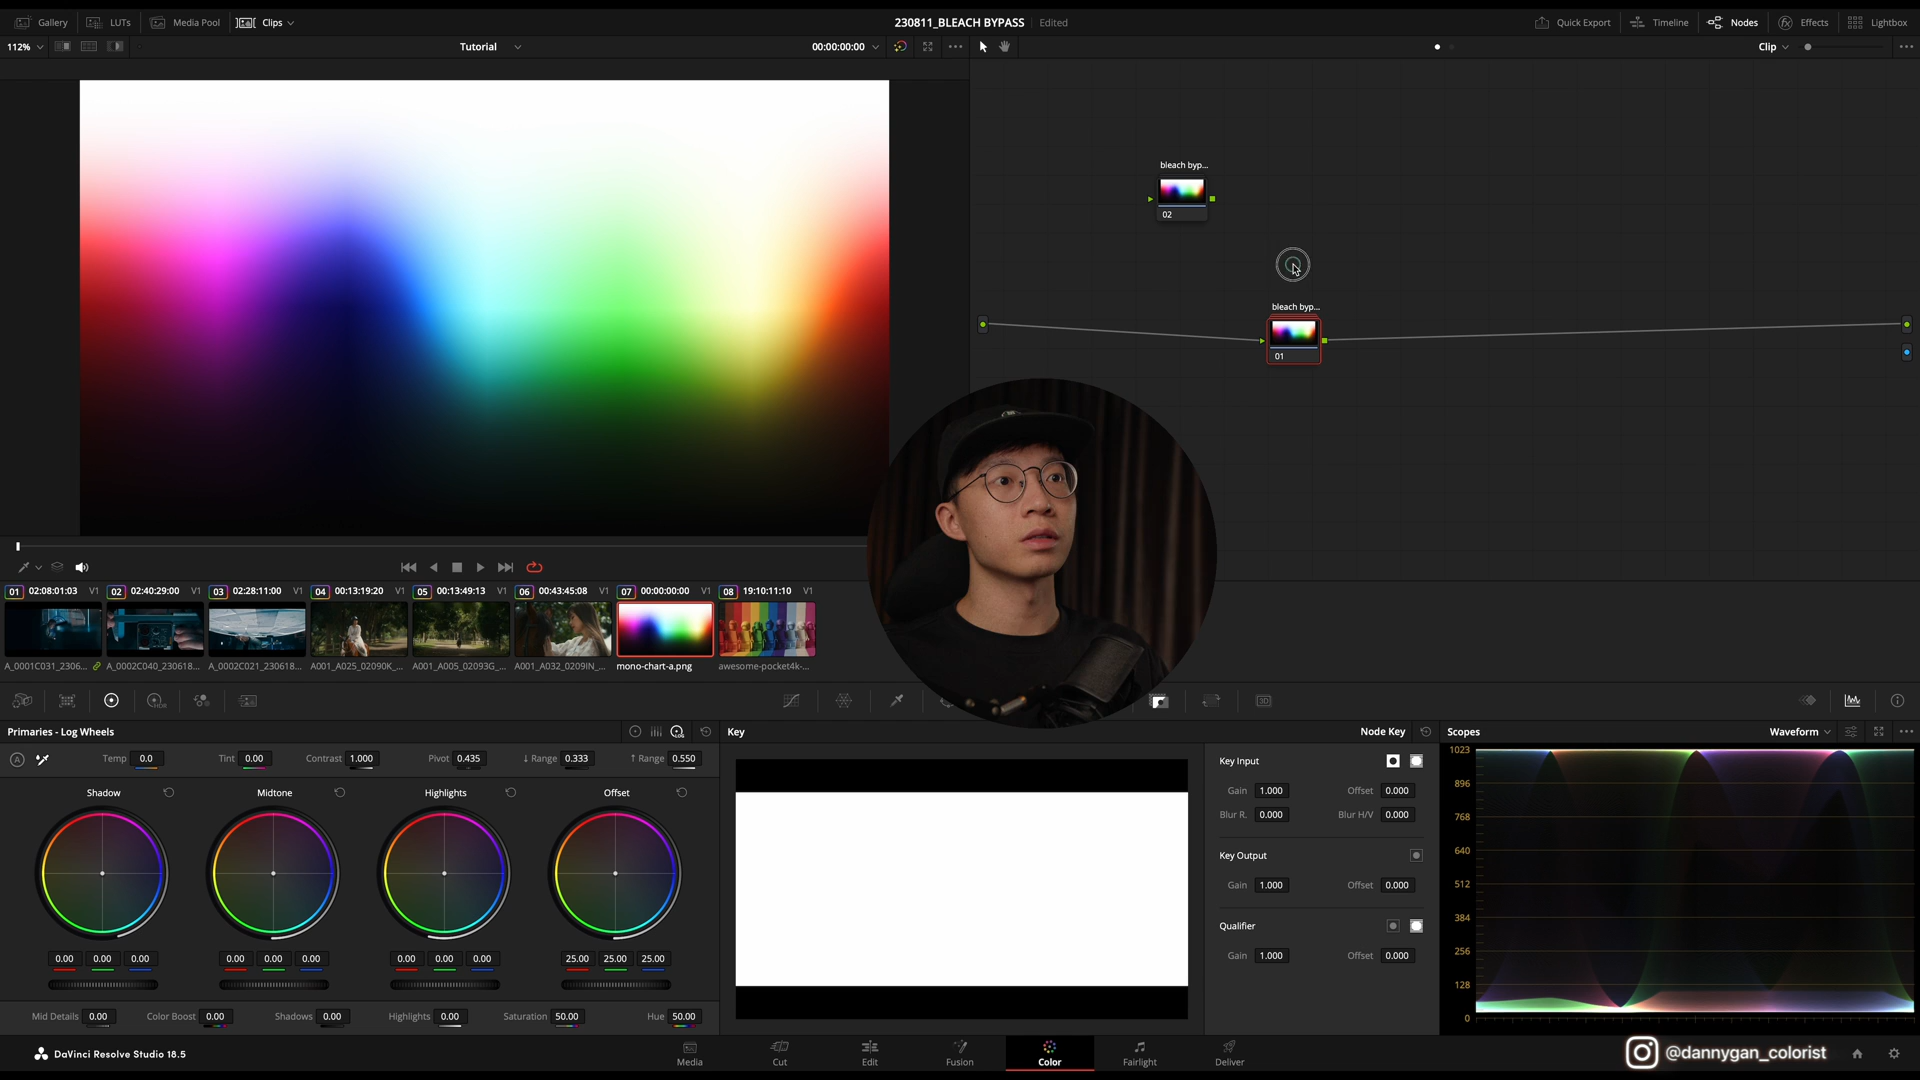 Gallery LUTs Media Pool Clips 230811_BLEACH BYPASS Edited Quick Export Timeline Nodes Effects Lightbox
112% Tutorial 00:00:00:00 Clip
bleach byp...
02
bleach byp...
01
01 02:08:01:03 V1 02 02:40:29:00 V1 03 02:28:11:00 V1 04 00:13:19:20 V1 05 00:13:49:13 V1 06 00:43:45:08 V1 07 00:00:00:00 V1 08 19:10:11:10 V1
A_0001C031_2306... A_0002C040_230618... A_0002C021_230618... A001_A025_02090K_... A001_A005_02093G_... A001_A032_0209IN_... mono-chart-a.png awesome-pocket4k-...
HDR 3D
Primaries - Log Wheels LOG Key Node Key Scopes Waveform
A Temp 0.0 Tint 0.00 Contrast 1.000 Pivot 0.435 ↓ Range 0.333 ↑ Range 0.550
Shadow Midtone Highlights Offset
0.00 0.00 0.00 0.00 0.00 0.00 0.00 0.00 0.00 25.00 25.00 25.00
Mid Details 0.00 Color Boost 0.00 Shadows 0.00 Highlights 0.00 Saturation 50.00 Hue 50.00
Key Input
Gain 1.000 Offset 0.000
Blur R. 0.000 Blur H/V 0.000
Key Output
Gain 1.000 Offset 0.000
Qualifier
Gain 1.000 Offset 0.000
1023
896
768
640
512
384
256
128
0
DaVinci Resolve Studio 18.5 Media Cut Edit Fusion Color Fairlight Deliver
@dannygan_colorist